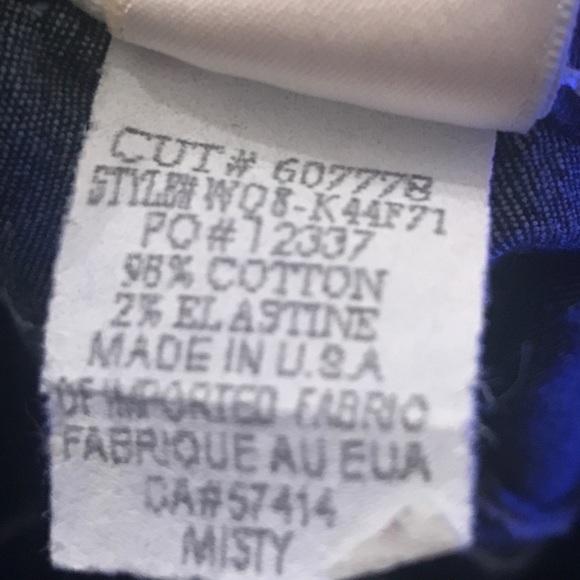 CUT# 607778
STYLE# WQ8-K44F71
PO#12337
98% COTTON
2% ELASTINE
MADE IN U.S.A
OF IMPORTED FABRIC
FABRIQUE AU EUA
CA#57414
MISTY